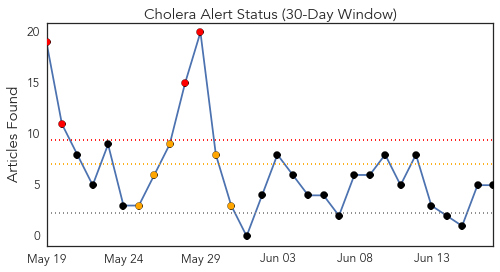 Cholera Alert Status (30-Day Window)
Articles Found
20
15
10
5
0
May 19
May 24
May 29
Jun 03
Jun 08
Jun 13